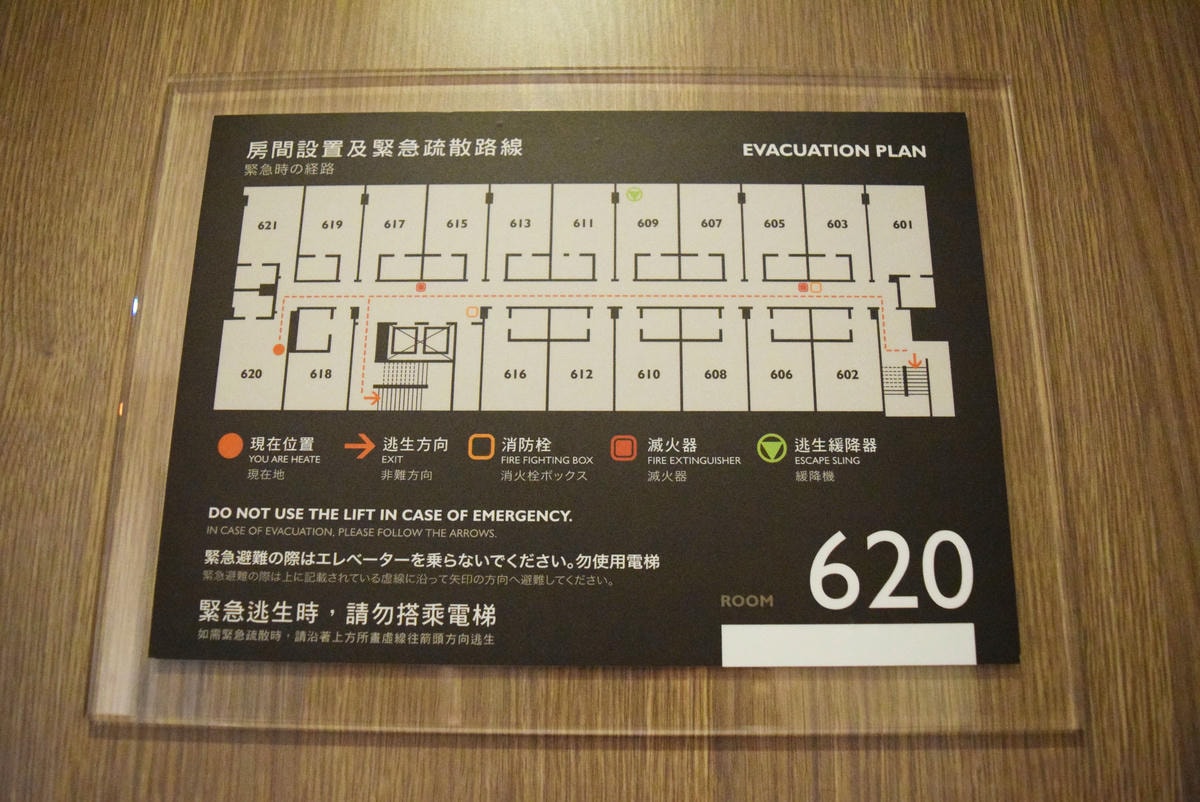 房間設置及緊急疏散路線
緊急時の経路
EVACUATION PLAN
621 619 617 615 613 611 609 607 605 603 601
620 618 616 612 610 608 606 602
現在位置
YOU ARE HEATE
現在地
逃生方向
EXIT
非難方向
消防栓
FIRE FIGHTING BOX
消火栓ボックス
滅火器
FIRE EXTINGUISHER
滅火器
逃生緩降器
ESCAPE SLING
緩降機
DO NOT USE THE LIFT IN CASE OF EMERGENCY.
IN CASE OF EVACUATION, PLEASE FOLLOW THE ARROWS.
緊急避難の際はエレベーターを乗らないでください。勿使用電梯
緊急避難の際は上に記載されている虛線に沿って矢印の方向へ避難してください。
緊急逃生時，請勿搭乘電梯
如需緊急疏散時，請沿著上方所畫虛線往箭頭方向逃生
ROOM 620